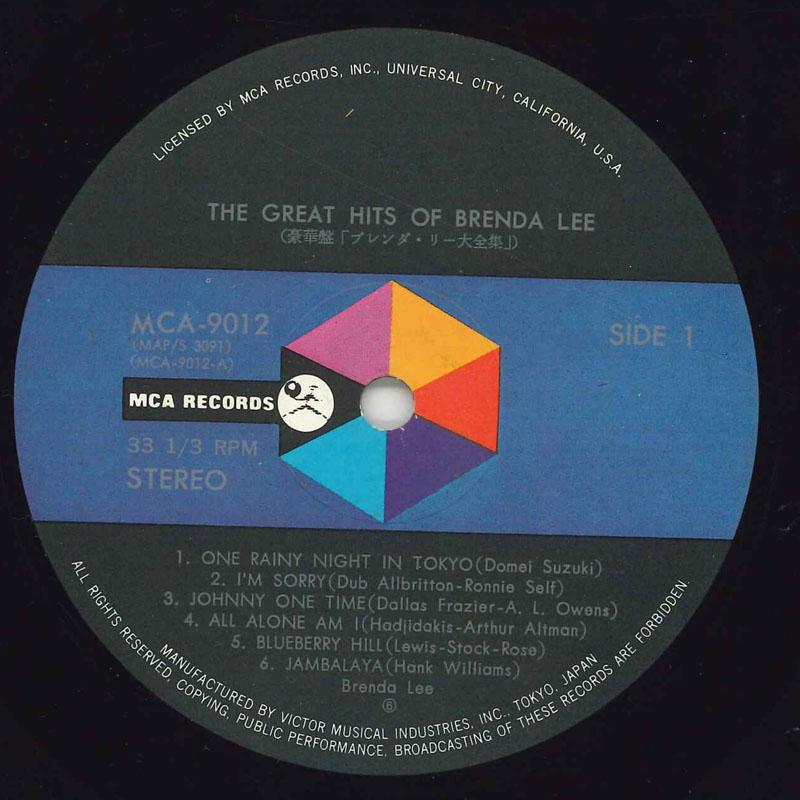 LICENSED BY MCA RECORDS, INC., UNIVERSAL CITY, CALIFORNIA, U.S.A.
THE GREAT HITS OF BRENDA LEE
(豪華盤「ブレンダ・リー大全集」)
MCA-9012
(MAP/S 3091)
(MCA-9012-A)
SIDE 1
MCA RECORDS
33 1/3 RPM
STEREO
1. ONE RAINY NIGHT IN TOKYO(Domei Suzuki)
2. I'M SORRY(Dub Allbritton-Ronnie Self)
3. JOHNNY ONE TIME(Dallas Frazier-A. L. Owens)
4. ALL ALONE AM I(Hadjidakis-Arthur Altman)
5. BLUEBERRY HILL(Lewis-Stock-Rose)
6. JAMBALAYA(Hank Williams)
Brenda Lee
⑥
MANUFACTURED BY VICTOR MUSICAL INDUSTRIES, INC., TOKYO, JAPAN
ALL RIGHTS RESERVED, COPYING, PUBLIC PERFORMANCE, BROADCASTING OF THESE RECORDS ARE FORBIDDEN.